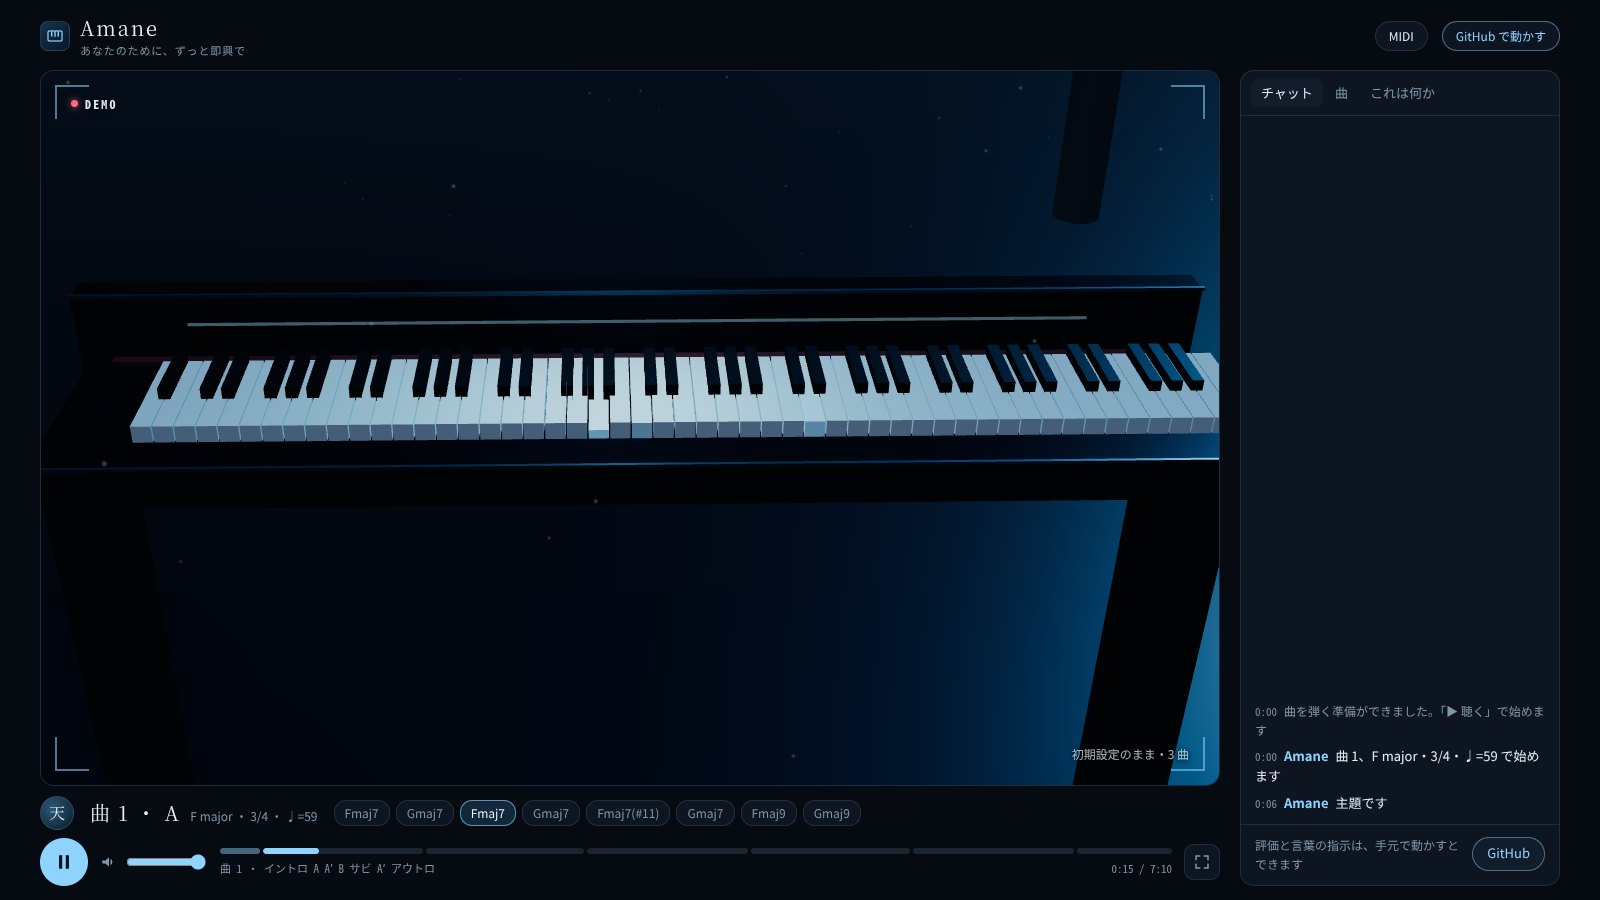 Amane
あなたのために、ずっと即興で
MIDI
GitHub で動かす
DEMO
初期設定のまま・3 曲
チャット
曲
これは何か
0:00 曲を弾く準備ができました。「▶ 聴く」で始めま
す
0:00 Amane 曲 1、F major・3/4・♩=59 で始め
ます
0:06 Amane 主題です
評価と言葉の指示は、手元で動かすと
できます
GitHub
天
曲 1 ・ A
F major・3/4・♩=59
Fmaj7
Gmaj7
Fmaj7
Gmaj7
Fmaj7(#11)
Gmaj7
Fmaj9
Gmaj9
曲 1 ・ イントロ A A' B サビ A' アウトロ
0:15 / 7:10